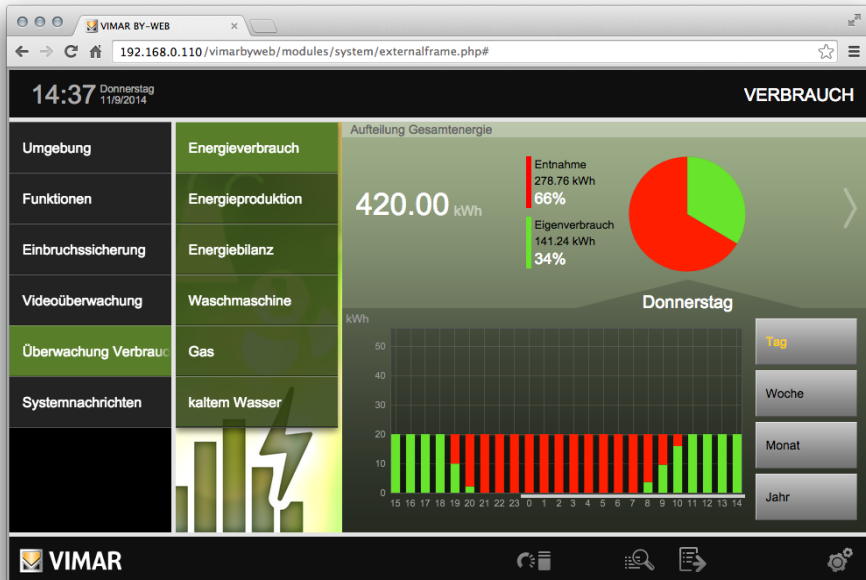 VIMAR BY-WEB
192.168.0.110/vimarbyweb/modules/system/externalframe.php#
14:37 Donnerstag
11/9/2014
VERBRAUCH
Umgebung
Funktionen
Einbruchssicherung
Videoüberwachung
Überwachung Verbrauc
Systemnachrichten
Energieverbrauch
Energieproduktion
Energiebilanz
Waschmaschine
Gas
kaltem Wasser
Aufteilung Gesamtenergie
420.00 kWh
Entnahme
278.76 kWh
66%
Eigenverbrauch
141.24 kWh
34%
Donnerstag
kWh
50
40
30
20
10
0
15 16 17 18 19 20 21 22 23 0 1 2 3 4 5 6 7 8 9 10 11 12 13 14
Tag
Woche
Monat
Jahr
VIMAR